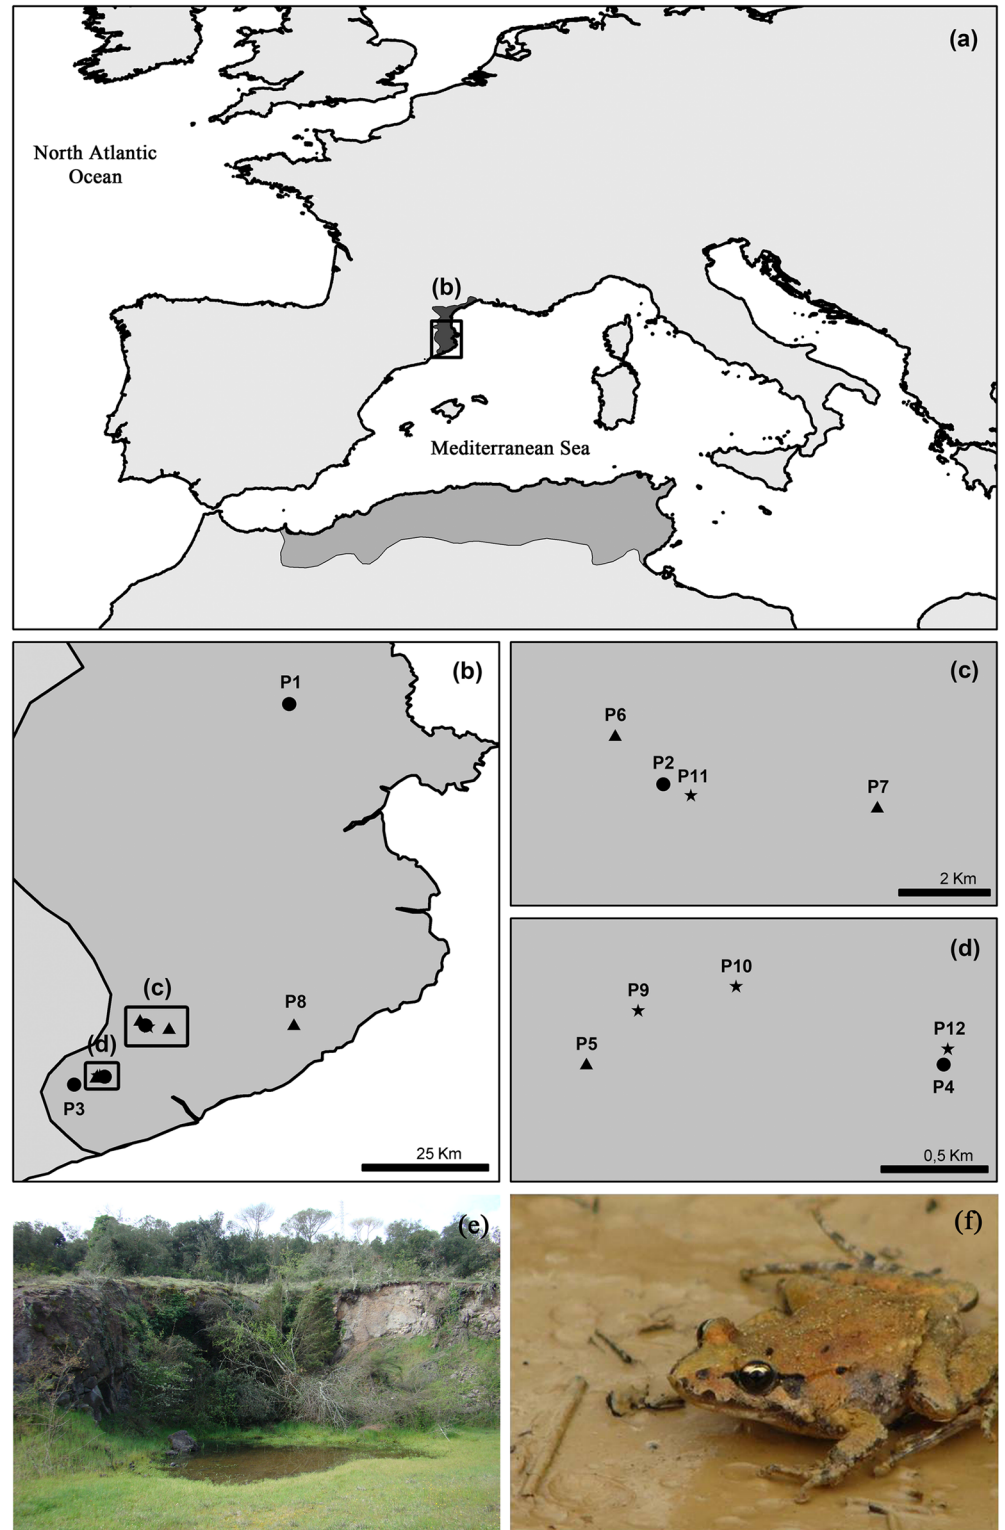 (a)
North Atlantic
Ocean
(b)
Mediterranean Sea
(b)
P1
(c)
P8
(d)
P3
25 Km
(c)
P6
P2
P11
P7
2 Km
(d)
P10
P9
P12
P5
P4
0,5 Km
(e)
(f)